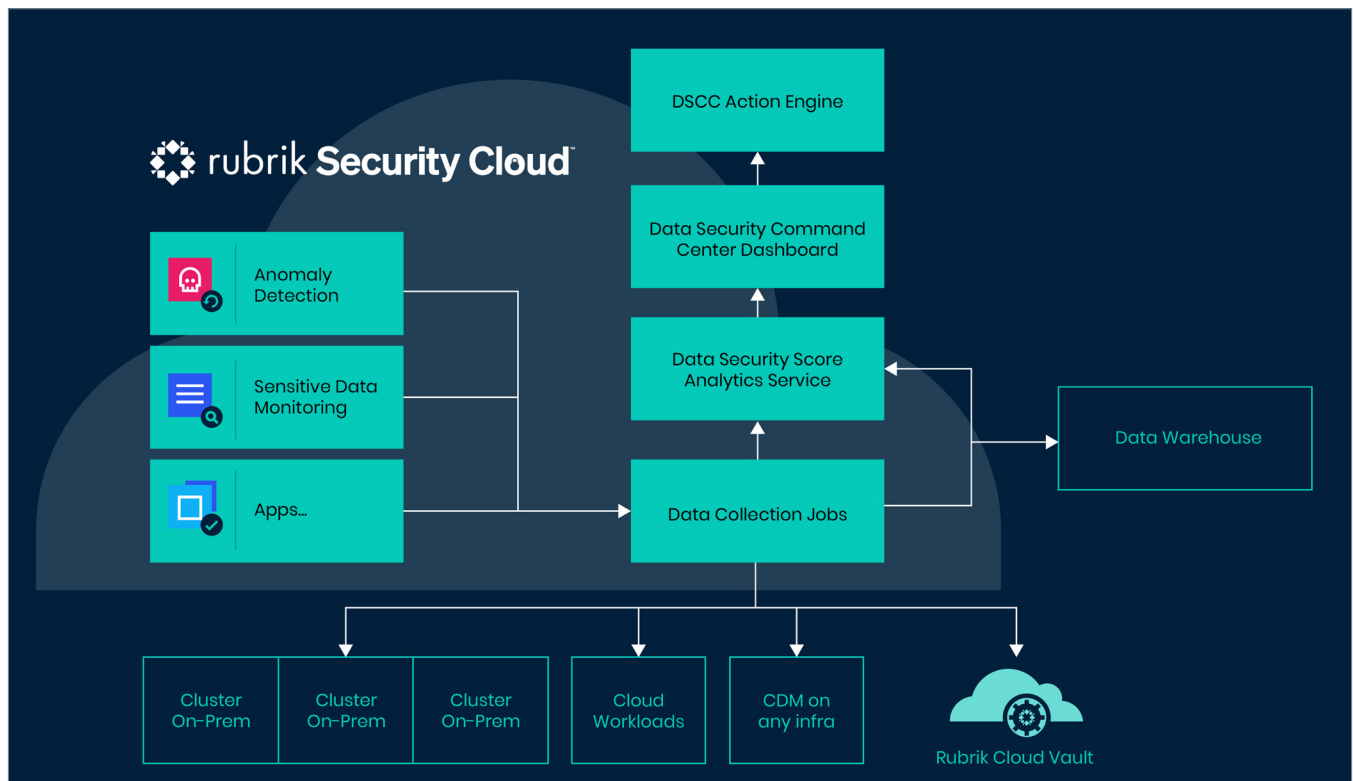 DSCC Action Engine
rubrik Security Cloud™
Data Security Command
Center Dashboard
Anomaly
Detection
Data Security Score
Analytics Service
Sensitive Data
Monitoring
Data Warehouse
Apps...
Data Collection Jobs
Cluster
On-Prem
Cluster
On-Prem
Cluster
On-Prem
Cloud
Workloads
CDM on
any infra
Rubrik Cloud Vault